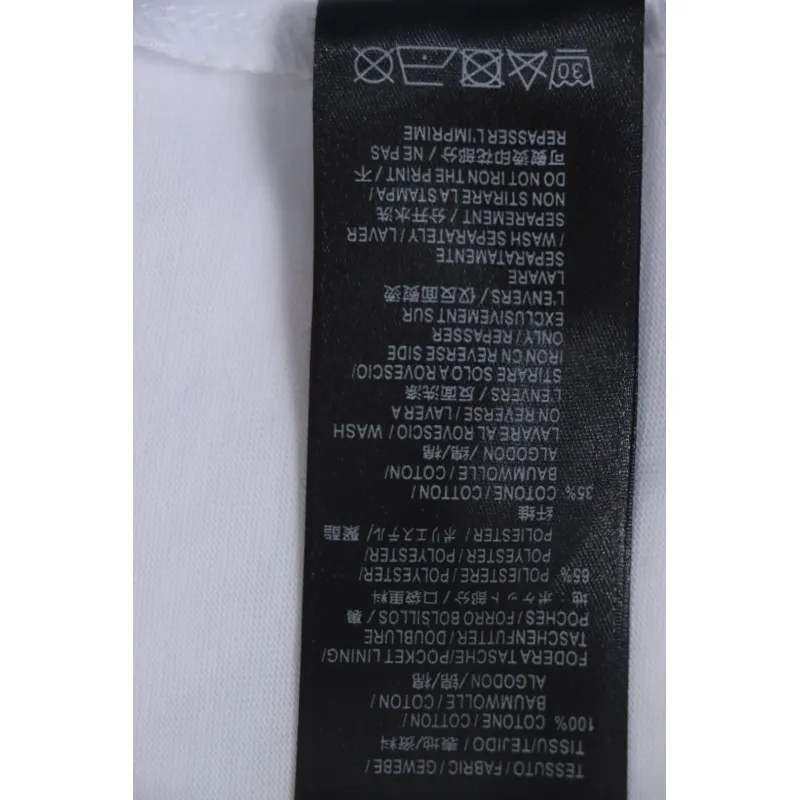 TESSUTO / FABRIC / GEWEBE /
TISSU/TEJIDO / 表地/资料
100% COTONE / COTTON /
BAUMWOLLE / COTON /
ALGODON /绵/棉
FODERA TASCHE/POCKET LINING/
TASCHENFUTTER / DOUBLURE
POCHES / FORRO BOLSILLOS / 裏
地：ポケット部分 / 口袋里料
65% POLIESTERE / POLYESTER/
POLYESTER / POLYESTER/
POLIESTER / ポリエステル/ 聚酯
纤维
35% COTONE / COTTON /
BAUMWOLLE / COTON/
ALGODON /绵/棉
LAVARE AL ROVESCIO / WASH
ON REVERSE / LAVER A
L'ENVERS / 反面洗涤
STIRARE SOLO A ROVESCIO/
IRON CN REVERSE SIDE
ONLY / REPASSER
EXCLUSIVEMENT SUR
L'ENVERS / 仅反面熨烫
LAVARE
SEPARATAMENTE
/ WASH SEPARATELY / LAVER
SEPAREMENT / 分开水洗
NON STIRARE LA STAMPA /
DO NOT IRON THE PRINT / 不
可熨烫印花部分 / NE PAS
REPASSER L'IMPRIME
30